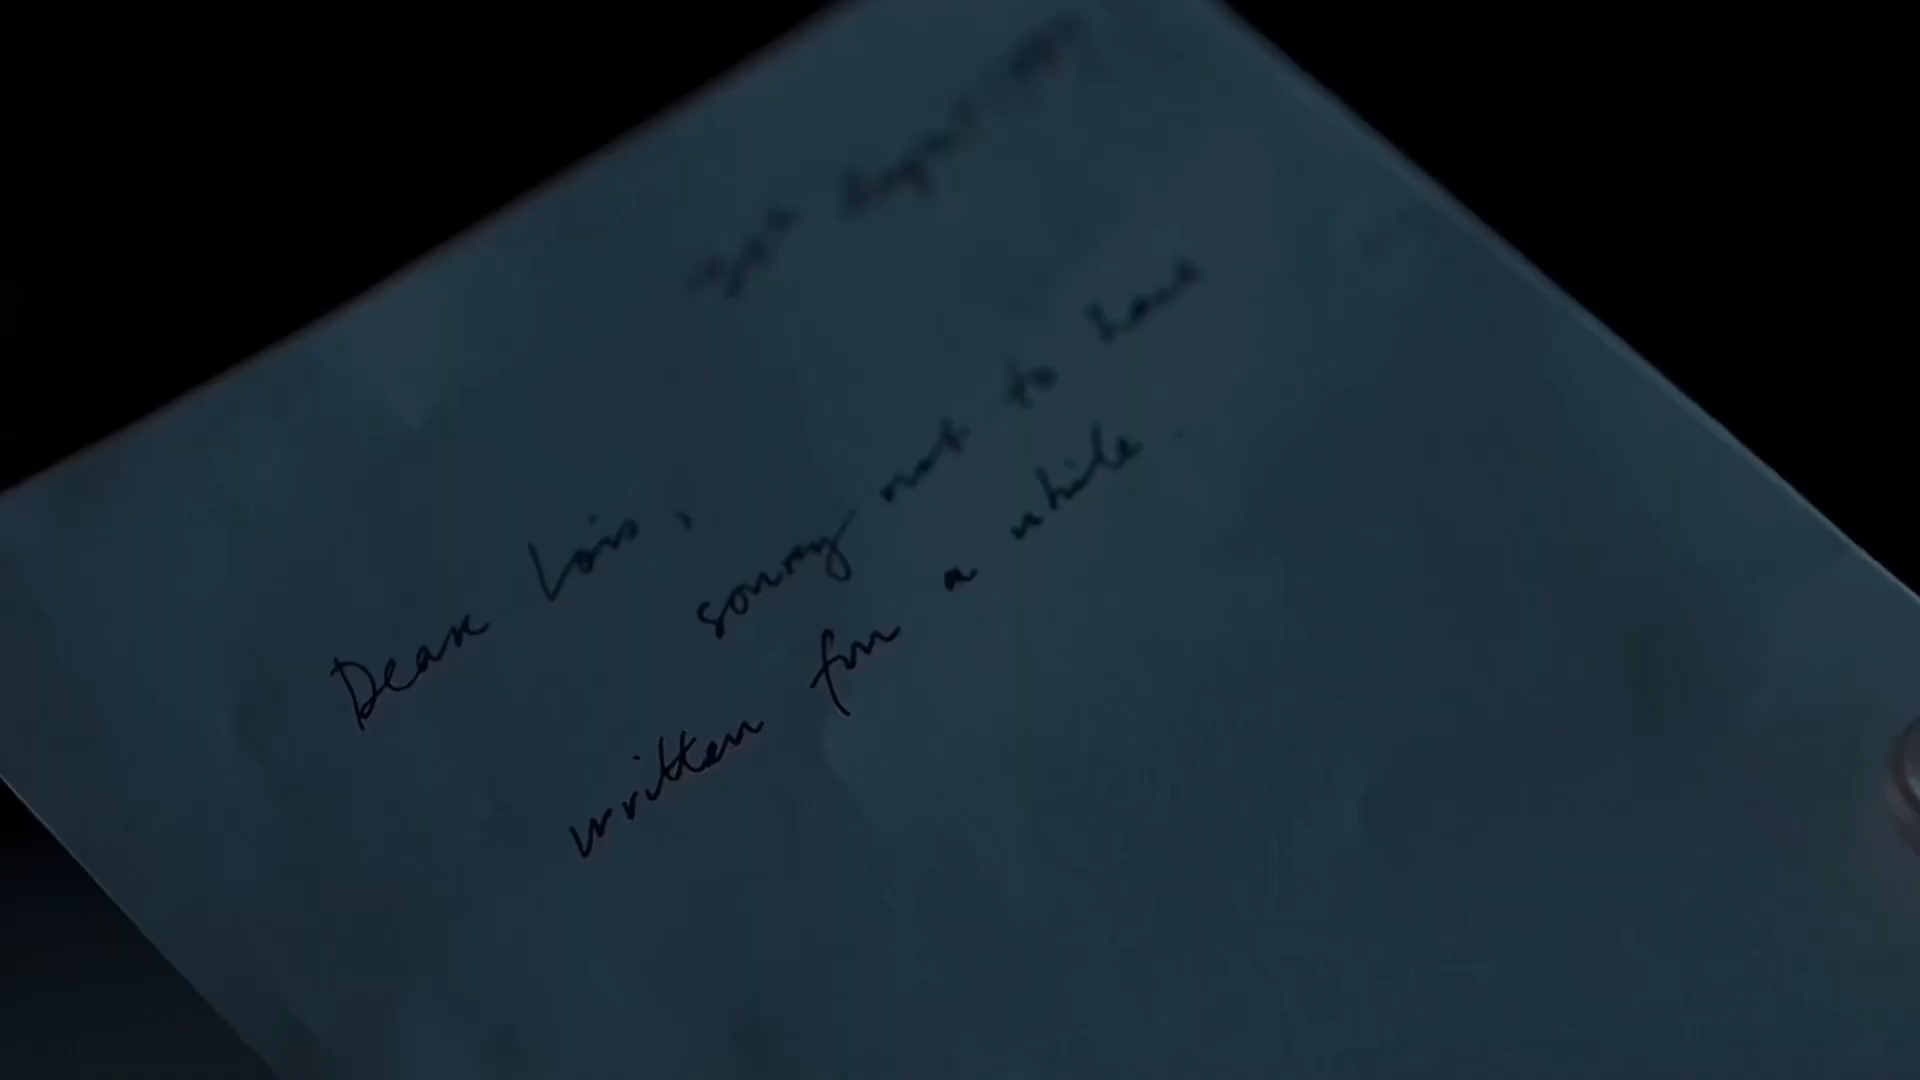 Dear Lois,
sorry not to have
written for a while.